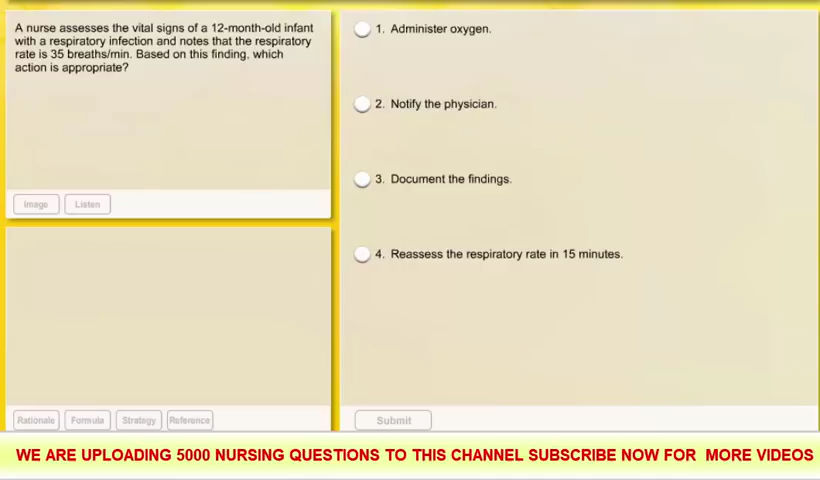 A nurse assesses the vital signs of a 12-month-old infant
with a respiratory infection and notes that the respiratory
rate is 35 breaths/min. Based on this finding, which
action is appropriate?
Image
Listen
1. Administer oxygen.
2. Notify the physician.
3. Document the findings.
4. Reassess the respiratory rate in 15 minutes.
Rationale
Formula
Strategy
Reference
Submit
WE ARE UPLOADING 5000 NURSING QUESTIONS TO THIS CHANNEL SUBSCRIBE NOW FOR MORE VIDEOS